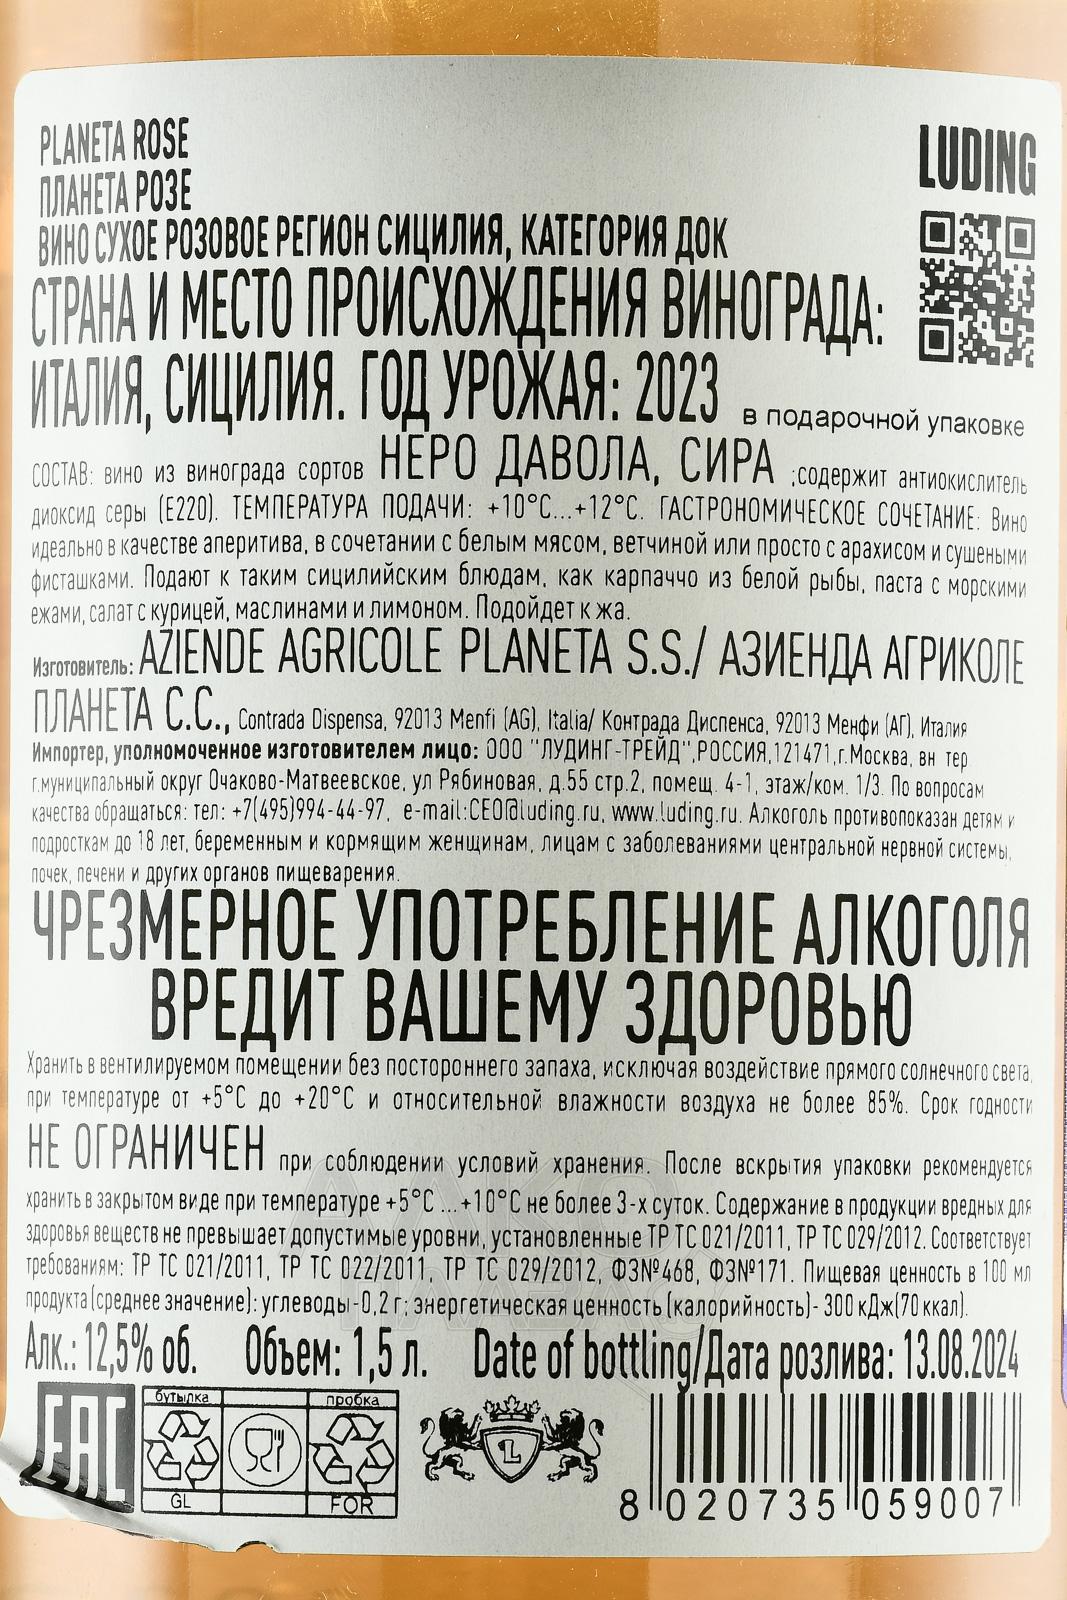 PLANETA ROSE
ПЛАНЕТА РОЗЕ
ВИНО СУХОЕ РОЗОВОЕ РЕГИОН СИЦИЛИЯ, КАТЕГОРИЯ ДОК
LUDING
СТРАНА И МЕСТО ПРОИСХОЖДЕНИЯ ВИНОГРАДА:
ИТАЛИЯ, СИЦИЛИЯ. ГОД УРОЖАЯ: 2023 в подарочной упаковке
СОСТАВ: вино из винограда сортов НЕРО ДАВОЛА, СИРА ;содержит антиокислитель
диоксид серы (Е220). ТЕМПЕРАТУРА ПОДАЧИ: +10°С...+12°С. ГАСТРОНОМИЧЕСКОЕ СОЧЕТАНИЕ: Вино
идеально в качестве аперитива, в сочетании с белым мясом, ветчиной или просто с арахисом и сушеными
фисташками. Подают к таким сицилийским блюдам, как карпаччо из белой рыбы, паста с морскими
ежами, салат с курицей, маслинами и лимоном. Подойдет к жа.
Изготовитель: AZIENDE AGRICOLE PLANETA S.S./ АЗИЕНДА АГРИКОЛЕ
ПЛАНЕТА С.С., Contrada Dispensa, 92013 Menfi (AG), Italia/ Контрада Диспенса, 92013 Менфи (АГ), Италия
Импортер, уполномоченное изготовителем лицо: ООО "ЛУДИНГ-ТРЕЙД",РОССИЯ,121471,г.Москва, вн тер
г.муниципальный округ Очаково-Матвеевское, ул Рябиновая, д.55 стр.2, помещ. 4-1, этаж/ком. 1/3. По вопросам
качества обращаться: тел: +7(495)994-44-97, e-mail:CEO@luding.ru, www.luding.ru. Алкоголь противопоказан детям и
подросткам до 18 лет, беременным и кормящим женщинам, лицам с заболеваниями центральной нервной системы,
почек, печени и других органов пищеварения.
ЧРЕЗМЕРНОЕ УПОТРЕБЛЕНИЕ АЛКОГОЛЯ
ВРЕДИТ ВАШЕМУ ЗДОРОВЬЮ
Хранить в вентилируемом помещении без постороннего запаха, исключая воздействие прямого солнечного света,
при температуре от +5°С до +20°С и относительной влажности воздуха не более 85%. Срок годности
НЕ ОГРАНИЧЕН при соблюдении условий хранения. После вскрытия упаковки рекомендуется
хранить в закрытом виде при температуре +5°С ...+10°С не более 3-х суток. Содержание в продукции вредных для
здоровья веществ не превышает допустимые уровни, установленные ТР ТС 021/2011, ТР ТС 029/2012. Соответствует
требованиям: ТР ТС 021/2011, ТР ТС 022/2011, ТР ТС 029/2012, ФЗ№468, ФЗ№171. Пищевая ценность в 100 мл
продукта (среднее значение): углеводы-0,2 г; энергетическая ценность (калорийность)- 300 кДж(70 ккал).
Алк.: 12,5% об. Объем: 1,5 л. Date of bottling/Дата розлива: 13.08.2024
EAC
бутылка пробка
GL FOR
L
8 020735 059007
АЛКО
ПЛАЗА